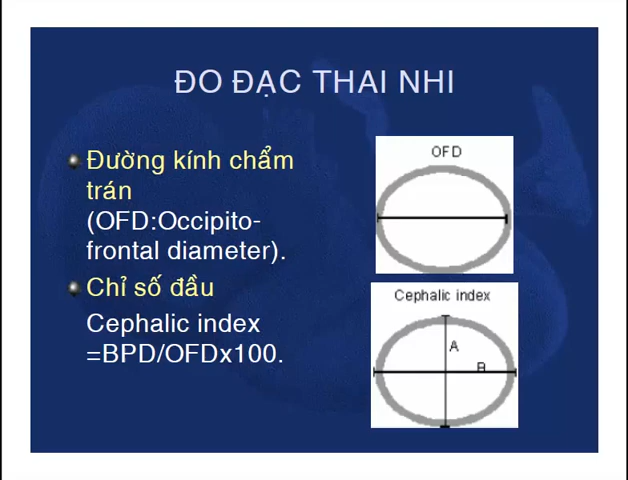 ĐO ĐẠC THAI NHI
Đường kính chẩm
trán
(OFD:Occipito-
frontal diameter).
Chỉ số đầu
Cephalic index
=BPD/OFDx100.
OFD
Cephalic index
A
B